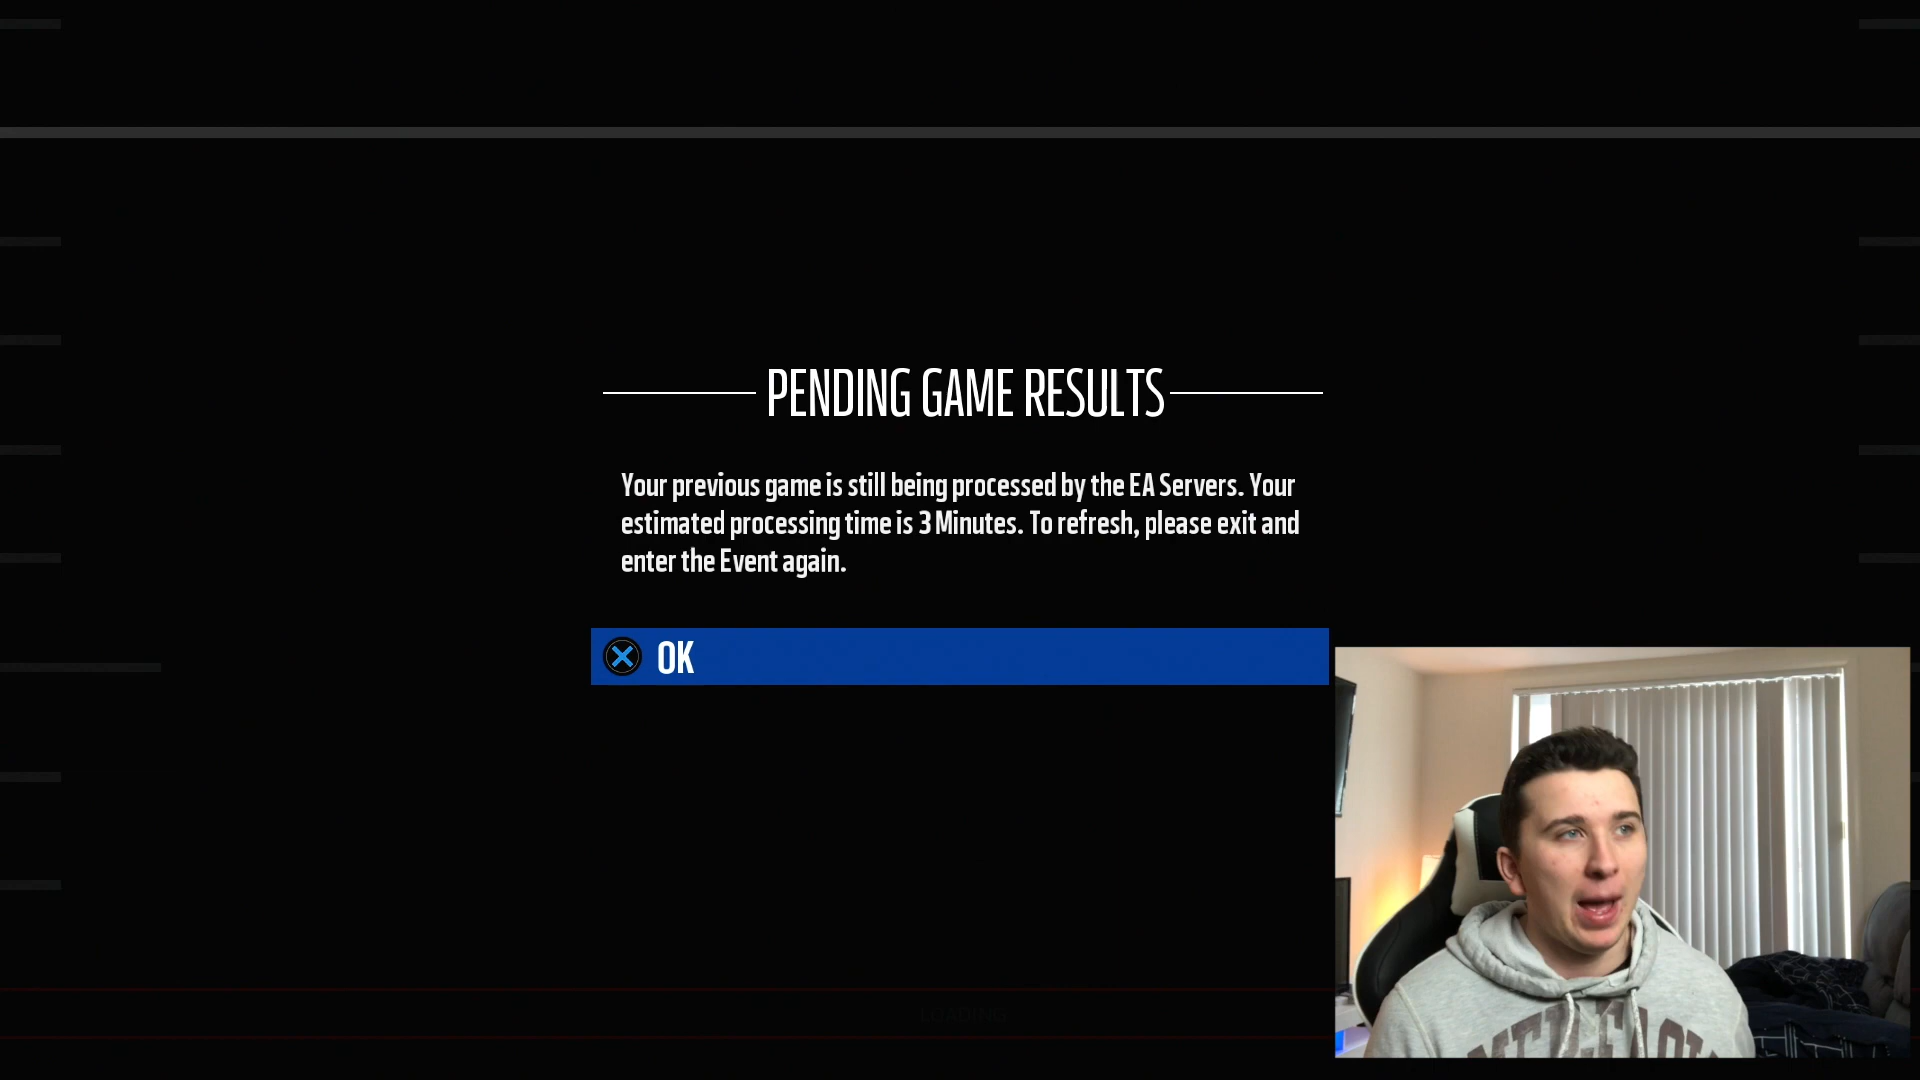 PENDING GAME RESULTS
Your previous game is still being processed by the EA Servers. Your
estimated processing time is 3 Minutes. To refresh, please exit and
enter the Event again.
OK
LOADING